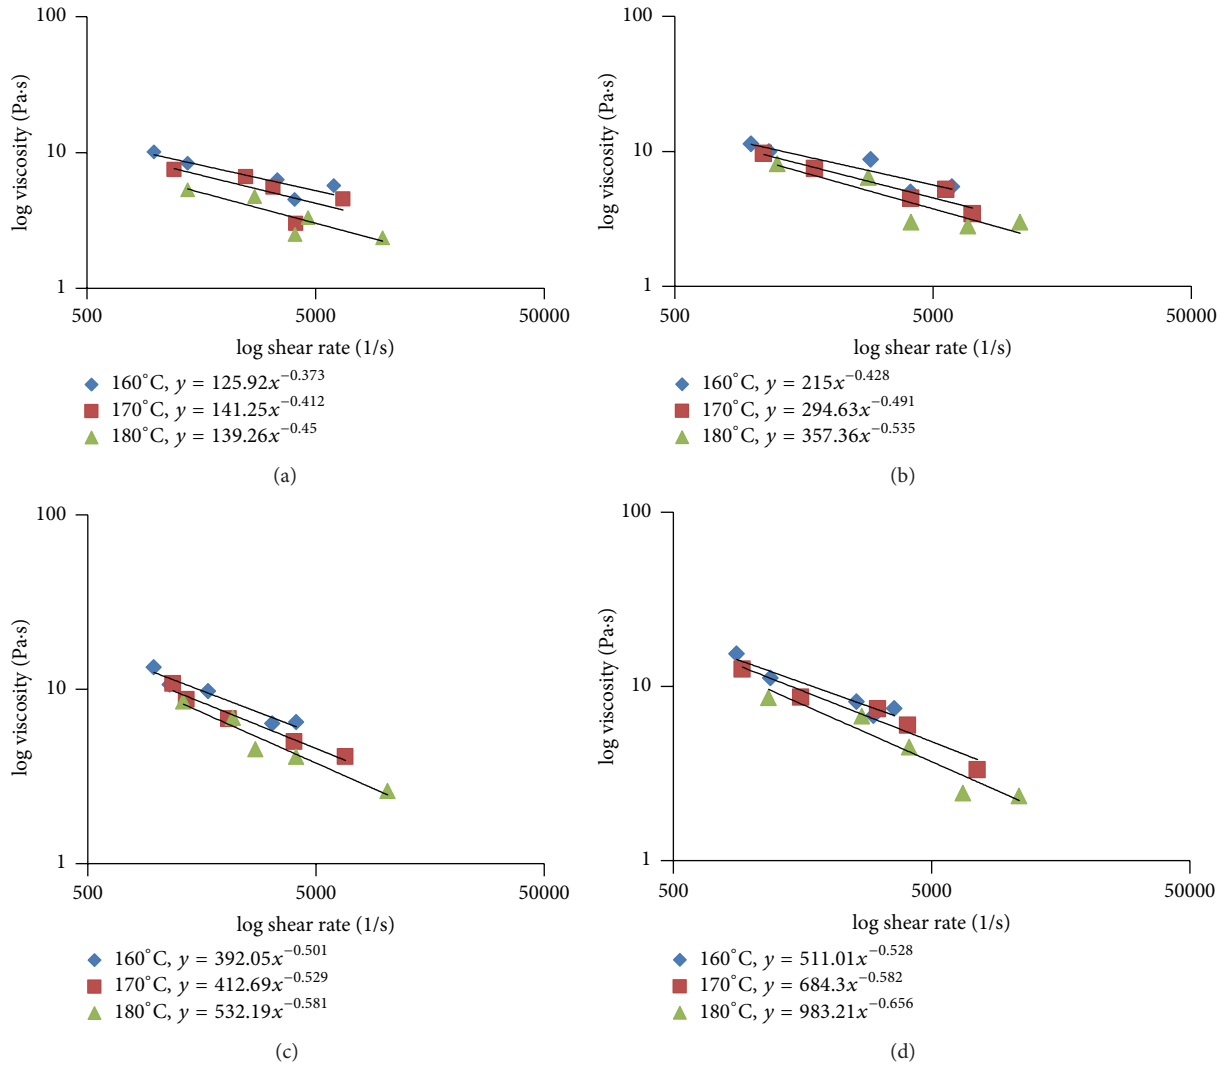 100
10
1
log viscosity (Pa·s)
500
5000
50000
log shear rate (1/s)
160°C, y = 125.92x^−0.373
170°C, y = 141.25x^−0.412
180°C, y = 139.26x^−0.45
(a)
100
10
1
log viscosity (Pa·s)
500
5000
50000
log shear rate (1/s)
160°C, y = 215x^−0.428
170°C, y = 294.63x^−0.491
180°C, y = 357.36x^−0.535
(b)
100
10
1
log viscosity (Pa·s)
500
5000
50000
log shear rate (1/s)
160°C, y = 392.05x^−0.501
170°C, y = 412.69x^−0.529
180°C, y = 532.19x^−0.581
(c)
100
10
1
log viscosity (Pa·s)
500
5000
50000
log shear rate (1/s)
160°C, y = 511.01x^−0.528
170°C, y = 684.3x^−0.582
180°C, y = 983.21x^−0.656
(d)